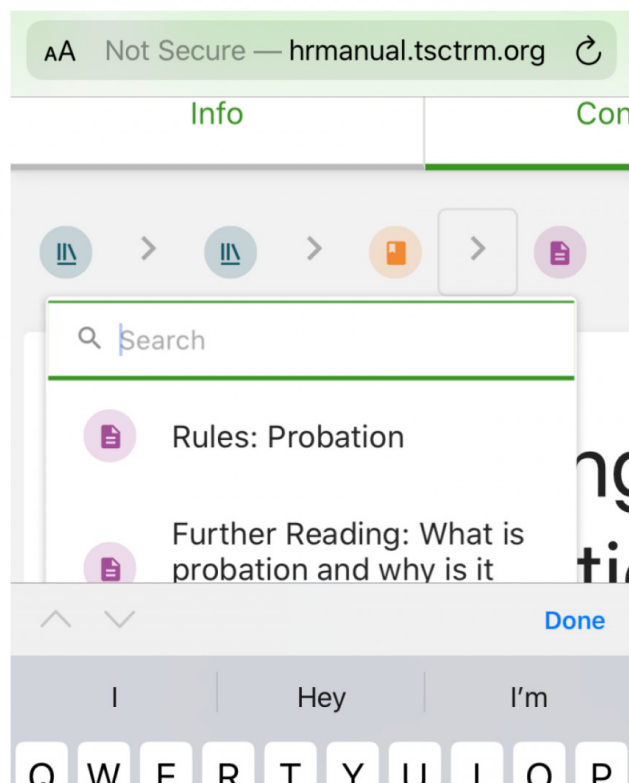 AA Not Secure — hrmanual.tsctrm.org
Info
Search
Rules: Probation
Further Reading: What is
probation and why is it
Done
I Hey I’m
Q W E R T Y U I O P